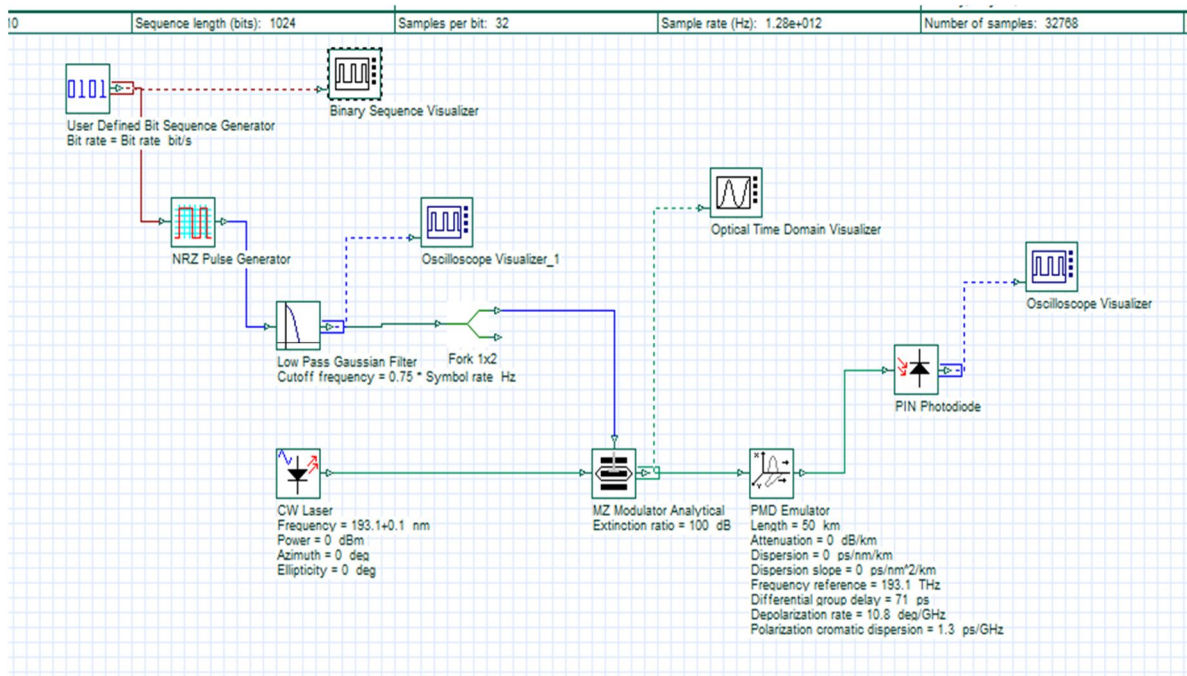 10
Sequence length (bits): 1024
Samples per bit: 32
Sample rate (Hz): 1.28e+012
Number of samples: 32768
0101
Binary Sequence Visualizer
User Defined Bit Sequence Generator
Bit rate = Bit rate bit/s
NRZ Pulse Generator
Oscilloscope Visualizer_1
Optical Time Domain Visualizer
Oscilloscope Visualizer
Low Pass Gaussian Filter
Cutoff frequency = 0.75 * Symbol rate Hz
Fork 1x2
PIN Photodiode
CW Laser
Frequency = 193.1+0.1 nm
Power = 0 dBm
Azimuth = 0 deg
Ellipticity = 0 deg
MZ Modulator Analytical
Extinction ratio = 100 dB
X
Y
PMD Emulator
Length = 50 km
Attenuation = 0 dB/km
Dispersion = 0 ps/nm/km
Dispersion slope = 0 ps/nm^2/km
Frequency reference = 193.1 THz
Differential group delay = 71 ps
Depolarization rate = 10.8 deg/GHz
Polarization cromatic dispersion = 1.3 ps/GHz